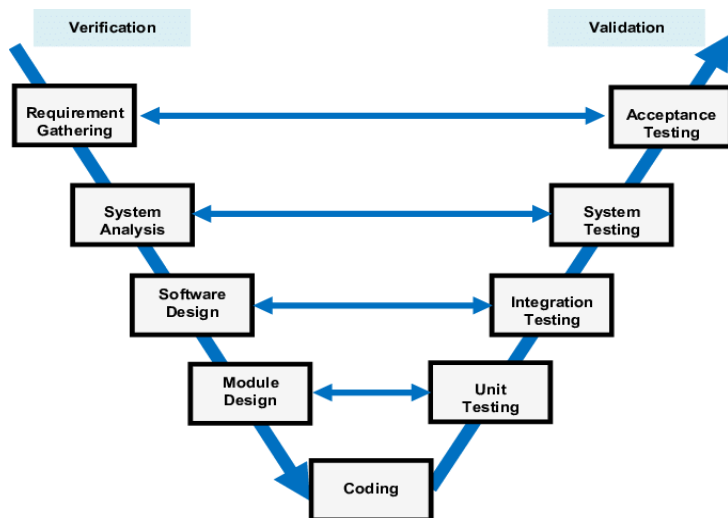 Verification
Validation
Requirement
Gathering
Acceptance
Testing
System
Analysis
System
Testing
Software
Design
Integration
Testing
Module
Design
Unit
Testing
Coding